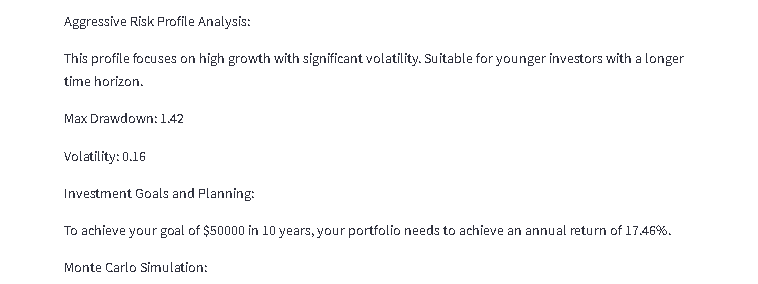 Aggressive Risk Profile Analysis:
This profile focuses on high growth with significant volatility. Suitable for younger investors with a longer
time horizon.
Max Drawdown: 1.42
Volatility: 0.16
Investment Goals and Planning:
To achieve your goal of $50000 in 10 years, your portfolio needs to achieve an annual return of 17.46%.
Monte Carlo Simulation: